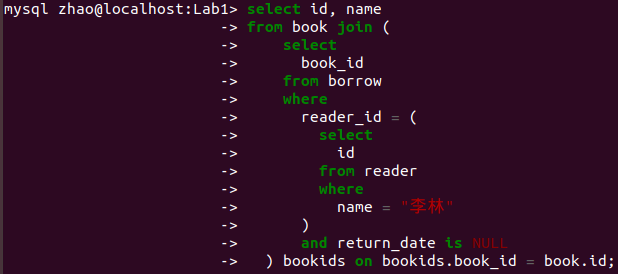 mysql zhao@localhost:Lab1> select id, name
-> from book join (
-> select
-> book_id
-> from borrow
-> where
-> reader_id = (
-> select
-> id
-> from reader
-> where
-> name = "李林"
-> )
-> and return_date is NULL
-> ) bookids on bookids.book_id = book.id;